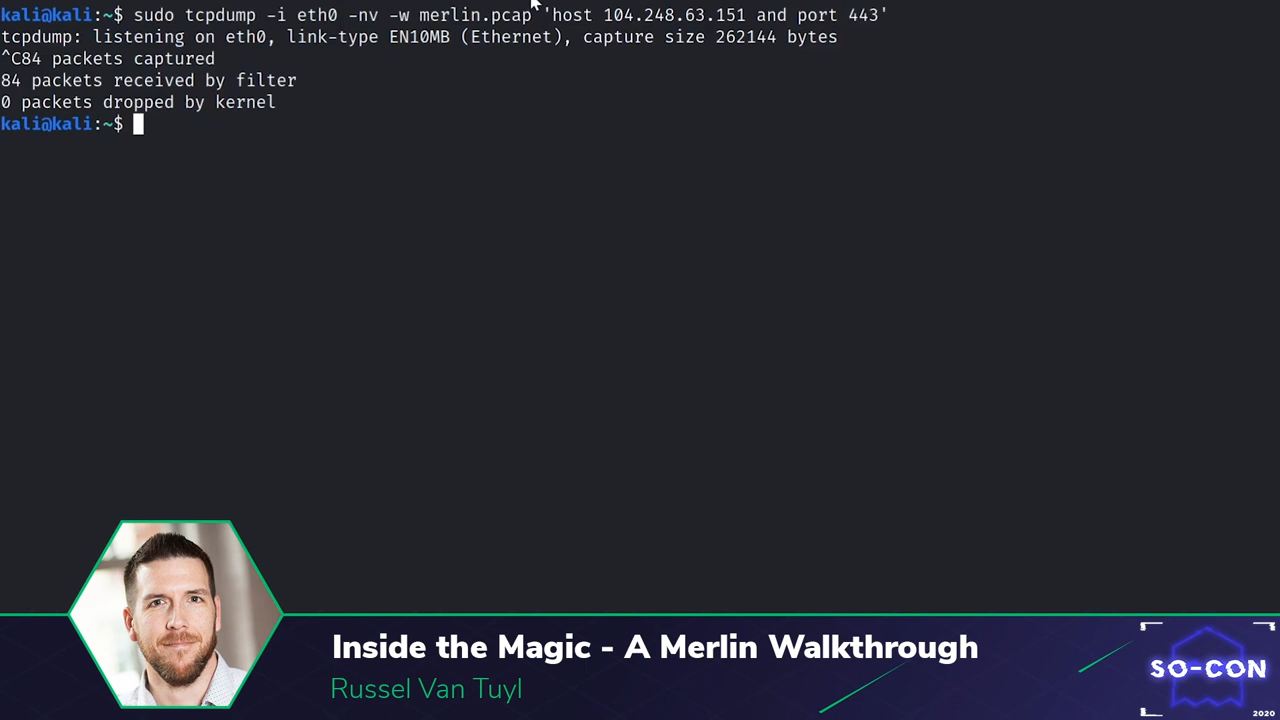 kali@kali:~$ sudo tcpdump -i eth0 -nv -w merlin.pcap 'host 104.248.63.151 and port 443'
tcpdump: listening on eth0, link-type EN10MB (Ethernet), capture size 262144 bytes
^C84 packets captured
84 packets received by filter
0 packets dropped by kernel
kali@kali:~$
Inside the Magic - A Merlin Walkthrough
Russel Van Tuyl
SO-CON
2020